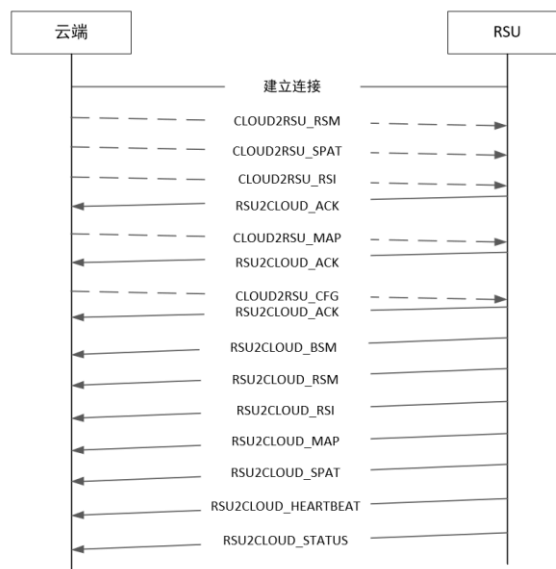 云端
RSU
建立连接
CLOUD2RSU_RSM
CLOUD2RSU_SPAT
CLOUD2RSU_RSI
RSU2CLOUD_ACK
CLOUD2RSU_MAP
RSU2CLOUD_ACK
CLOUD2RSU_CFG
RSU2CLOUD_ACK
RSU2CLOUD_BSM
RSU2CLOUD_RSM
RSU2CLOUD_RSI
RSU2CLOUD_MAP
RSU2CLOUD_SPAT
RSU2CLOUD_HEARTBEAT
RSU2CLOUD_STATUS